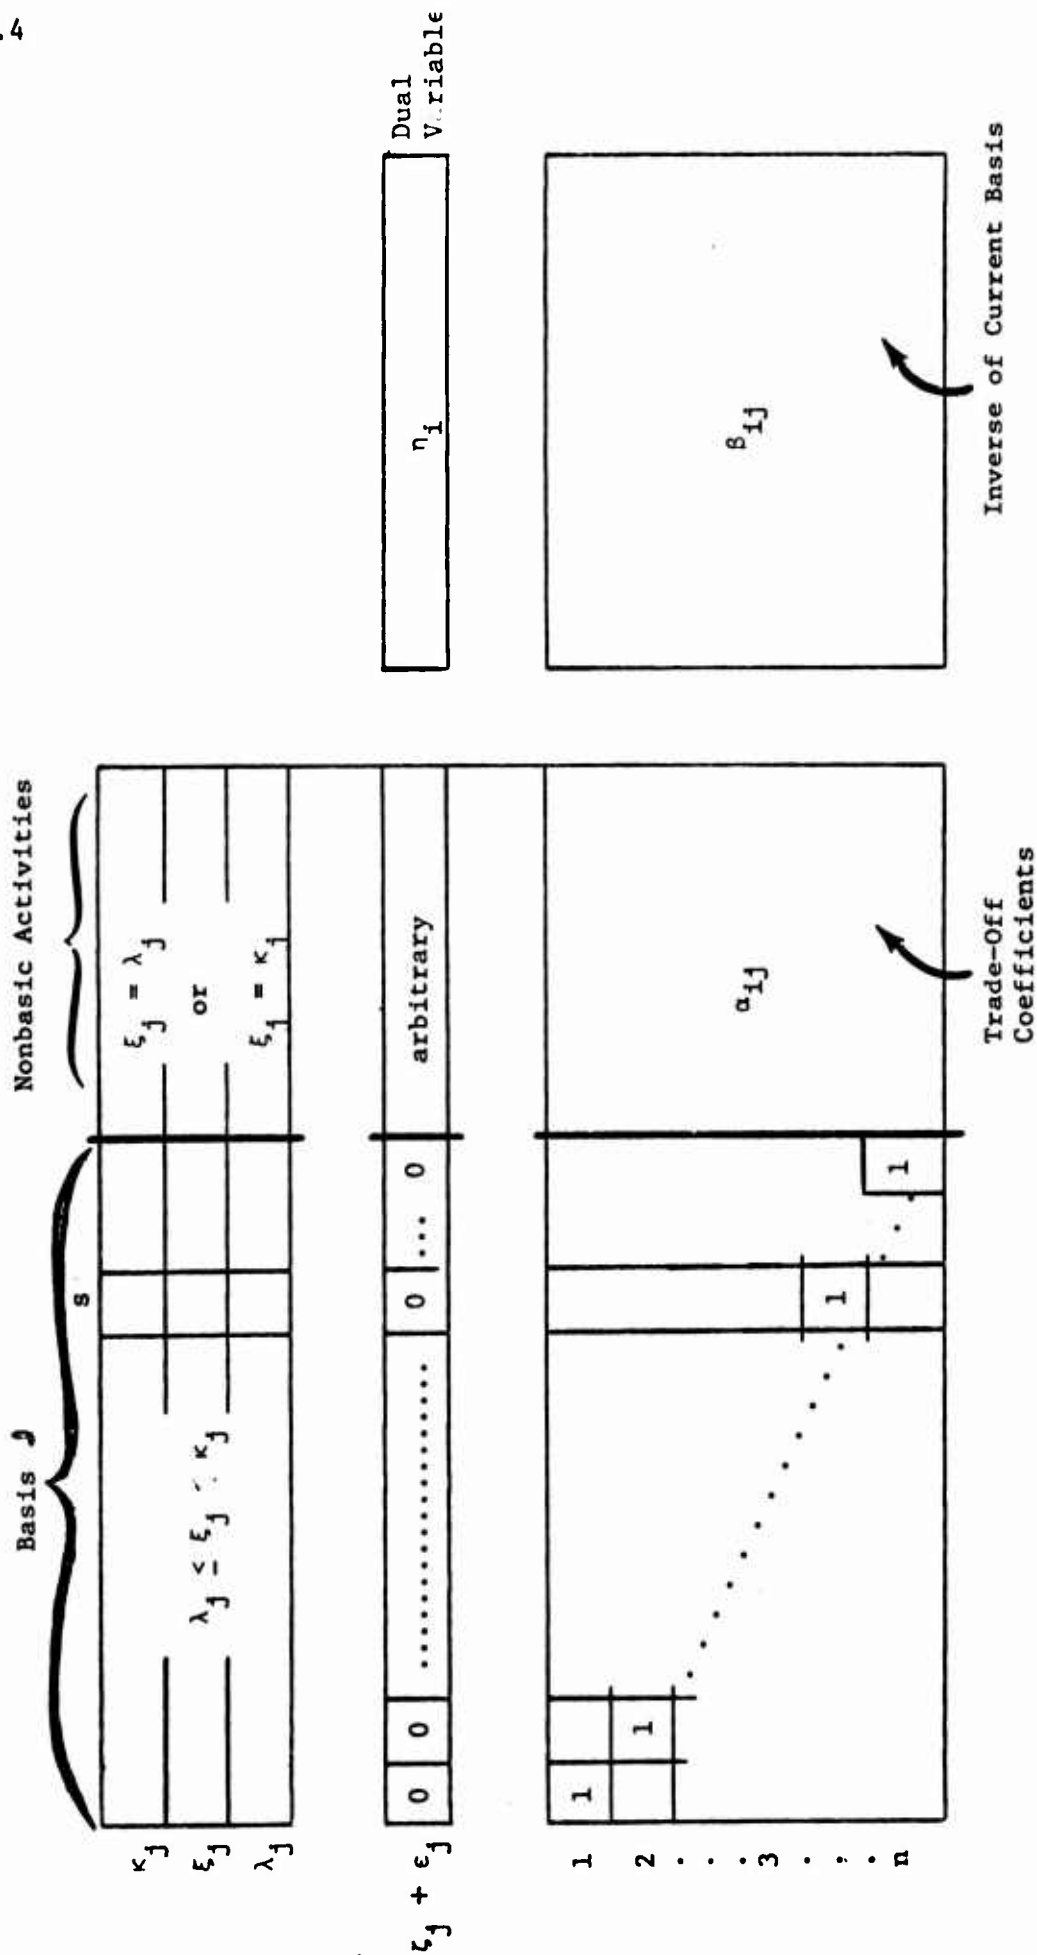 .4
Basis 𝒥
Nonbasic Activities
s
κj
ξj
λj
λj ≤ ξj κj
ξj = λj
or
ξj = κj
ζj + εj
0 0 .................... 0 ... 0
arbitrary
ηi
Dual
1
2
.
.
.
3
.
.
.
n
1
1
1
1
αij
βij
Trade-Off
Coefficients
Inverse of Current Basis